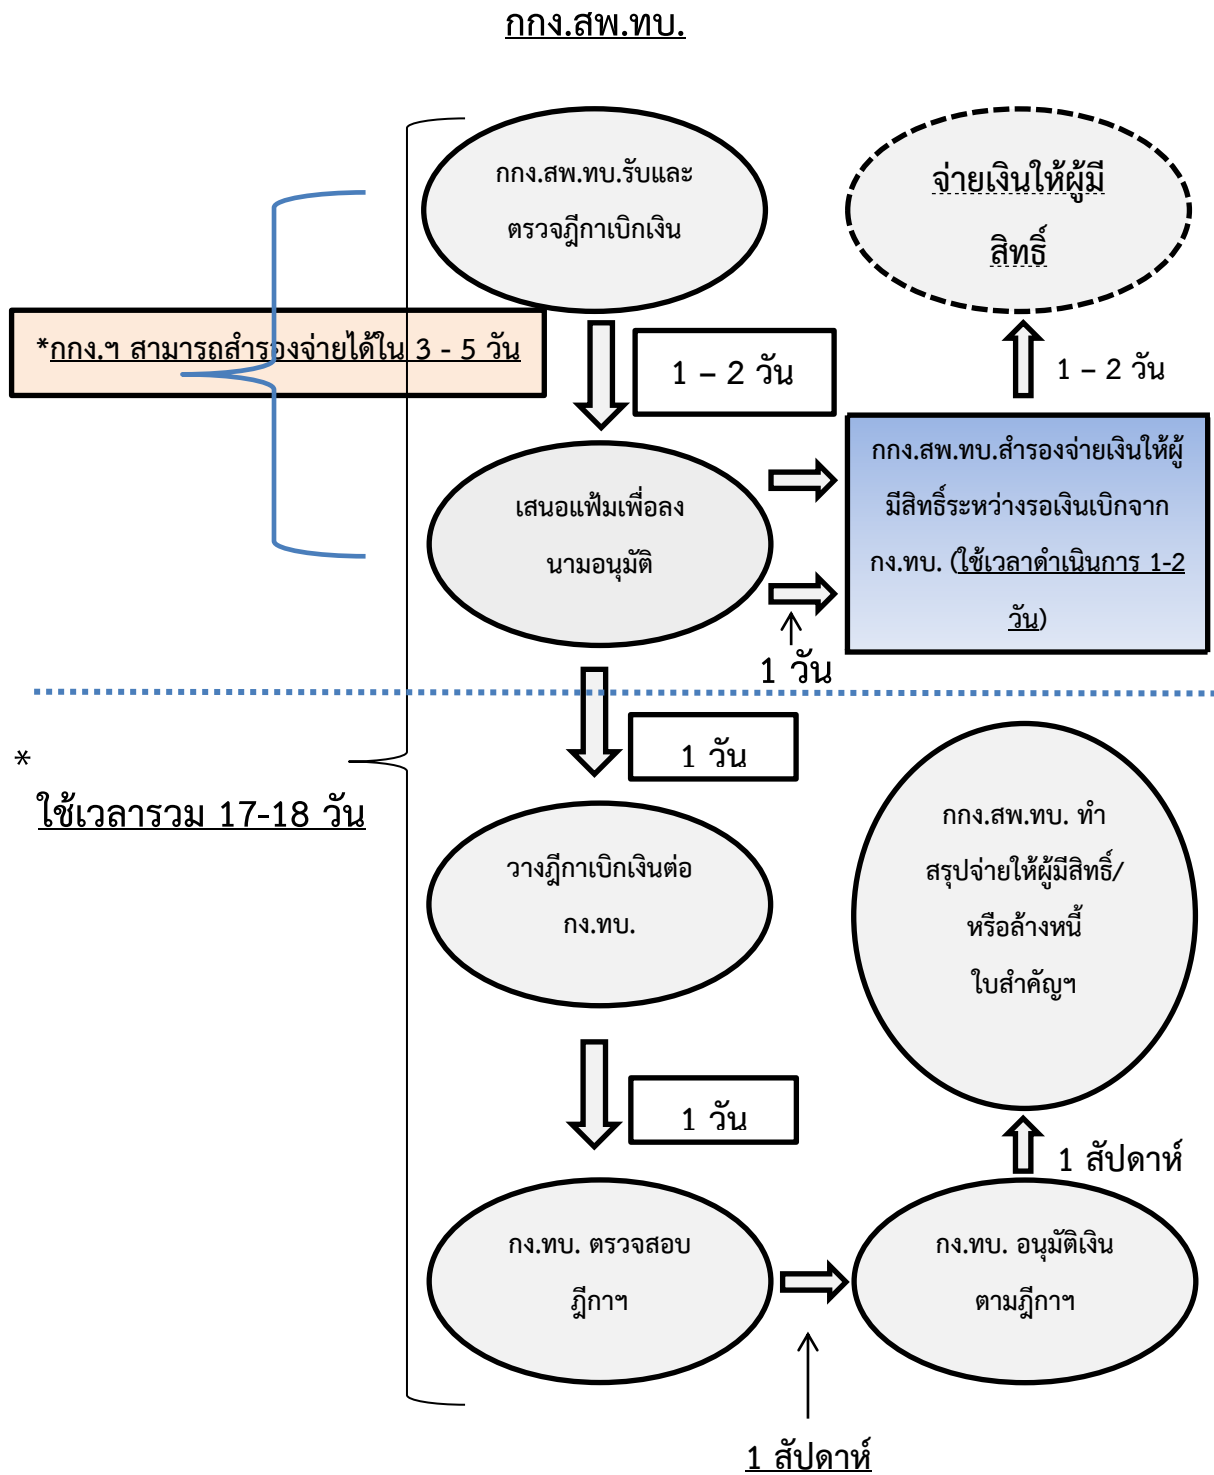 กกง.สพ.ทบ.
กกง.สพ.ทบ.รับและ
ตรวจฎีกาเบิกเงิน
จ่ายเงินให้ผู้มี
สิทธิ์
*กกง.ฯ สามารถสำรองจ่ายได้ใน 3 - 5 วัน
1 – 2 วัน
1 – 2 วัน
เสนอแฟ้มเพื่อลง
นามอนุมัติ
กกง.สพ.ทบ.สำรองจ่ายเงินให้ผู้
มีสิทธิ์ระหว่างรอเงินเบิกจาก
กง.ทบ. (ใช้เวลาดำเนินการ 1-2
วัน)
1 วัน
1 วัน
*
ใช้เวลารวม 17-18 วัน
วางฎีกาเบิกเงินต่อ
กง.ทบ.
กกง.สพ.ทบ. ทำ
สรุปจ่ายให้ผู้มีสิทธิ์/
หรือล้างหนี้
ใบสำคัญฯ
1 วัน
1 สัปดาห์
กง.ทบ. ตรวจสอบ
ฎีกาฯ
กง.ทบ. อนุมัติเงิน
ตามฎีกาฯ
1 สัปดาห์